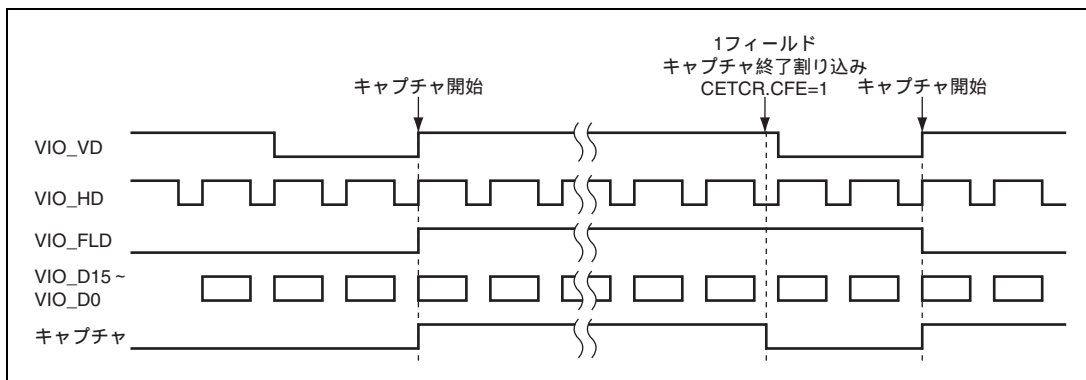 1フィールド
キャプチャ終了割り込み
キャプチャ開始
CETCR.CFE=1
キャプチャ開始
VIO_VD
VIO_HD
VIO_FLD
VIO_D15~
VIO_D0
キャプチャ